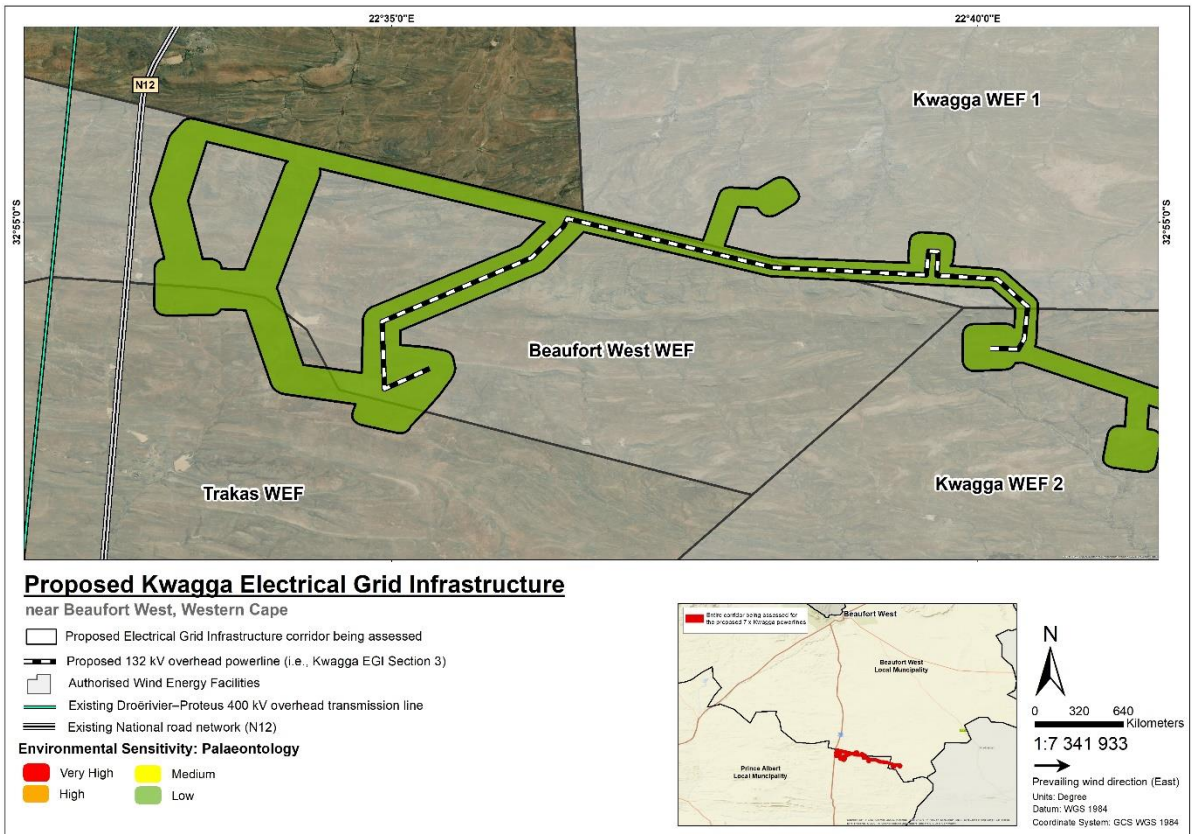 22°35'0"E
22°40'0"E
N12
Kwagga WEF 1
32°55'0"S
32°55'0"S
Beaufort West WEF
Trakas WEF
Kwagga WEF 2
Proposed Kwagga Electrical Grid Infrastructure
near Beaufort West, Western Cape
Proposed Electrical Grid Infrastructure corridor being assessed
Proposed 132 kV overhead powerline (i.e., Kwagga EGI Section 3)
Authorised Wind Energy Facilities
Existing Droërivier–Proteus 400 kV overhead transmission line
Existing National road network (N12)
Environmental Sensitivity: Palaeontology
Very High
Medium
High
Low
Entire corridor being assessed for
the proposed 7 x Kwagga powerlines
Beaufort West
Beaufort West
Local Municipality
Prince Albert
Local Muncipality
N
0 320 640
Kilometers
1:7 341 933
Prevailing wind direction (East)
Units: Degree
Datum: WGS 1984
Coordinate System: GCS WGS 1984